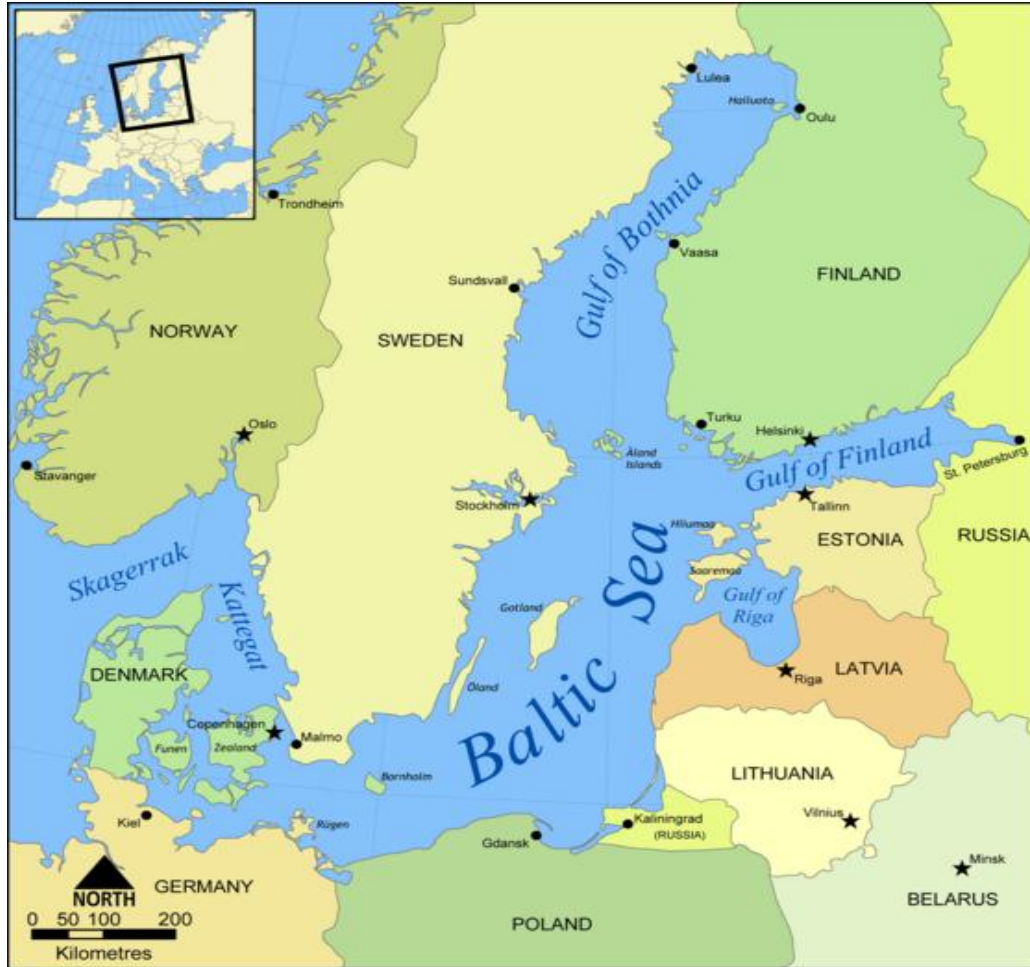 Lulea
Hailuoto
Oulu
Trondheim
Gulf of Bothnia
Vaasa
FINLAND
Sundsvall
NORWAY
SWEDEN
Oslo
Turku
Helsinki
Åland
Islands
Gulf of Finland
St. Petersburg
Stavanger
Stockholm
Tallinn
Hiiumaa
ESTONIA
RUSSIA
Skagerrak
Kattegat
Saaremaa
Gulf of
Riga
Gotland
Baltic Sea
DENMARK
Öland
Riga
LATVIA
Copenhagen
Malmo
Funen
Zealand
Bornholm
LITHUANIA
Kiel
Rügen
Gdansk
Kaliningrad
(RUSSIA)
Vilnius
Minsk
NORTH
GERMANY
BELARUS
0 50 100 200
Kilometres
POLAND